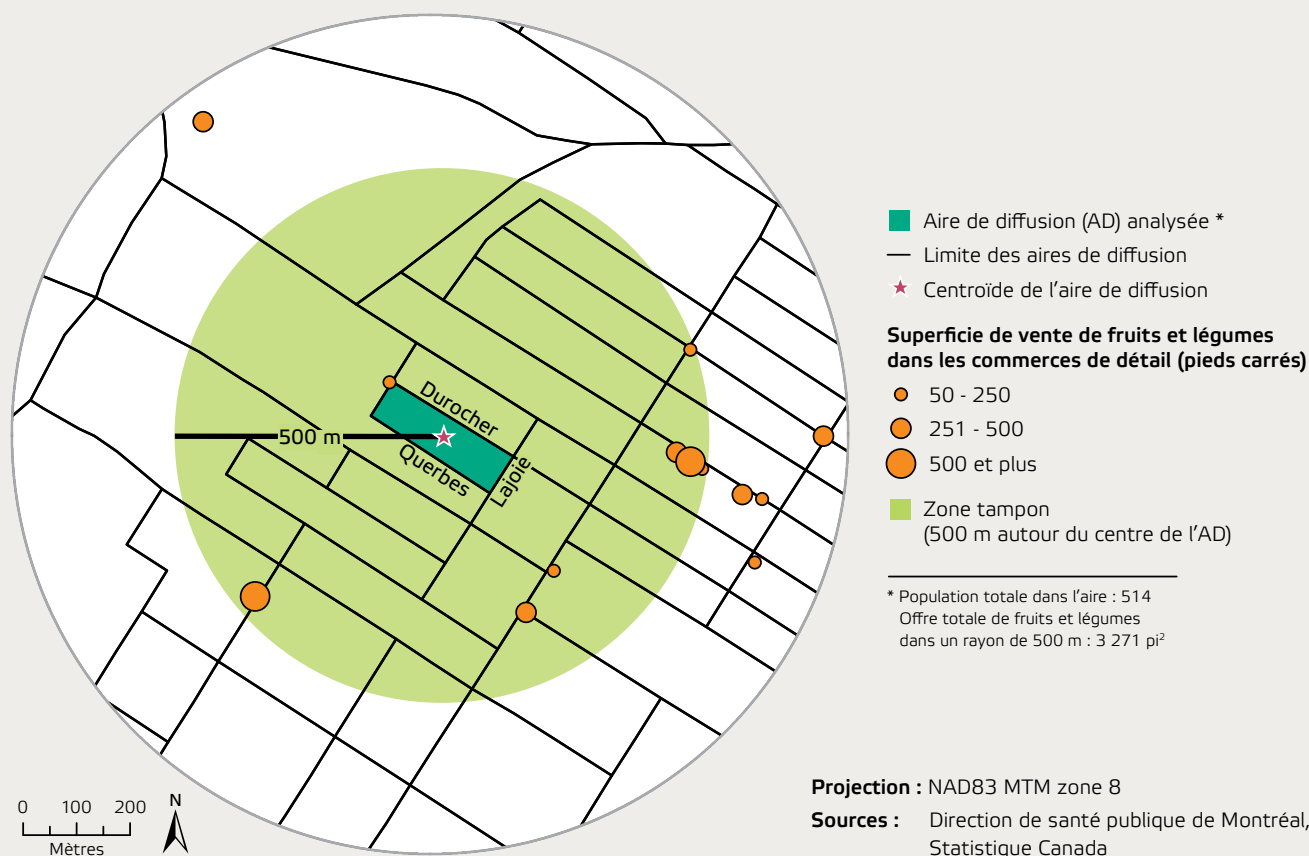 Durocher
500 m
Querbes
Lajoie
0 100 200
Mètres
N
Aire de diffusion (AD) analysée *
Limite des aires de diffusion
Centroïde de l'aire de diffusion
Superficie de vente de fruits et légumes
dans les commerces de détail (pieds carrés)
50 - 250
251 - 500
500 et plus
Zone tampon
(500 m autour du centre de l'AD)
* Population totale dans l'aire : 514
Offre totale de fruits et légumes
dans un rayon de 500 m : 3 271 pi²
Projection : NAD83 MTM zone 8
Sources : Direction de santé publique de Montréal,
Statistique Canada